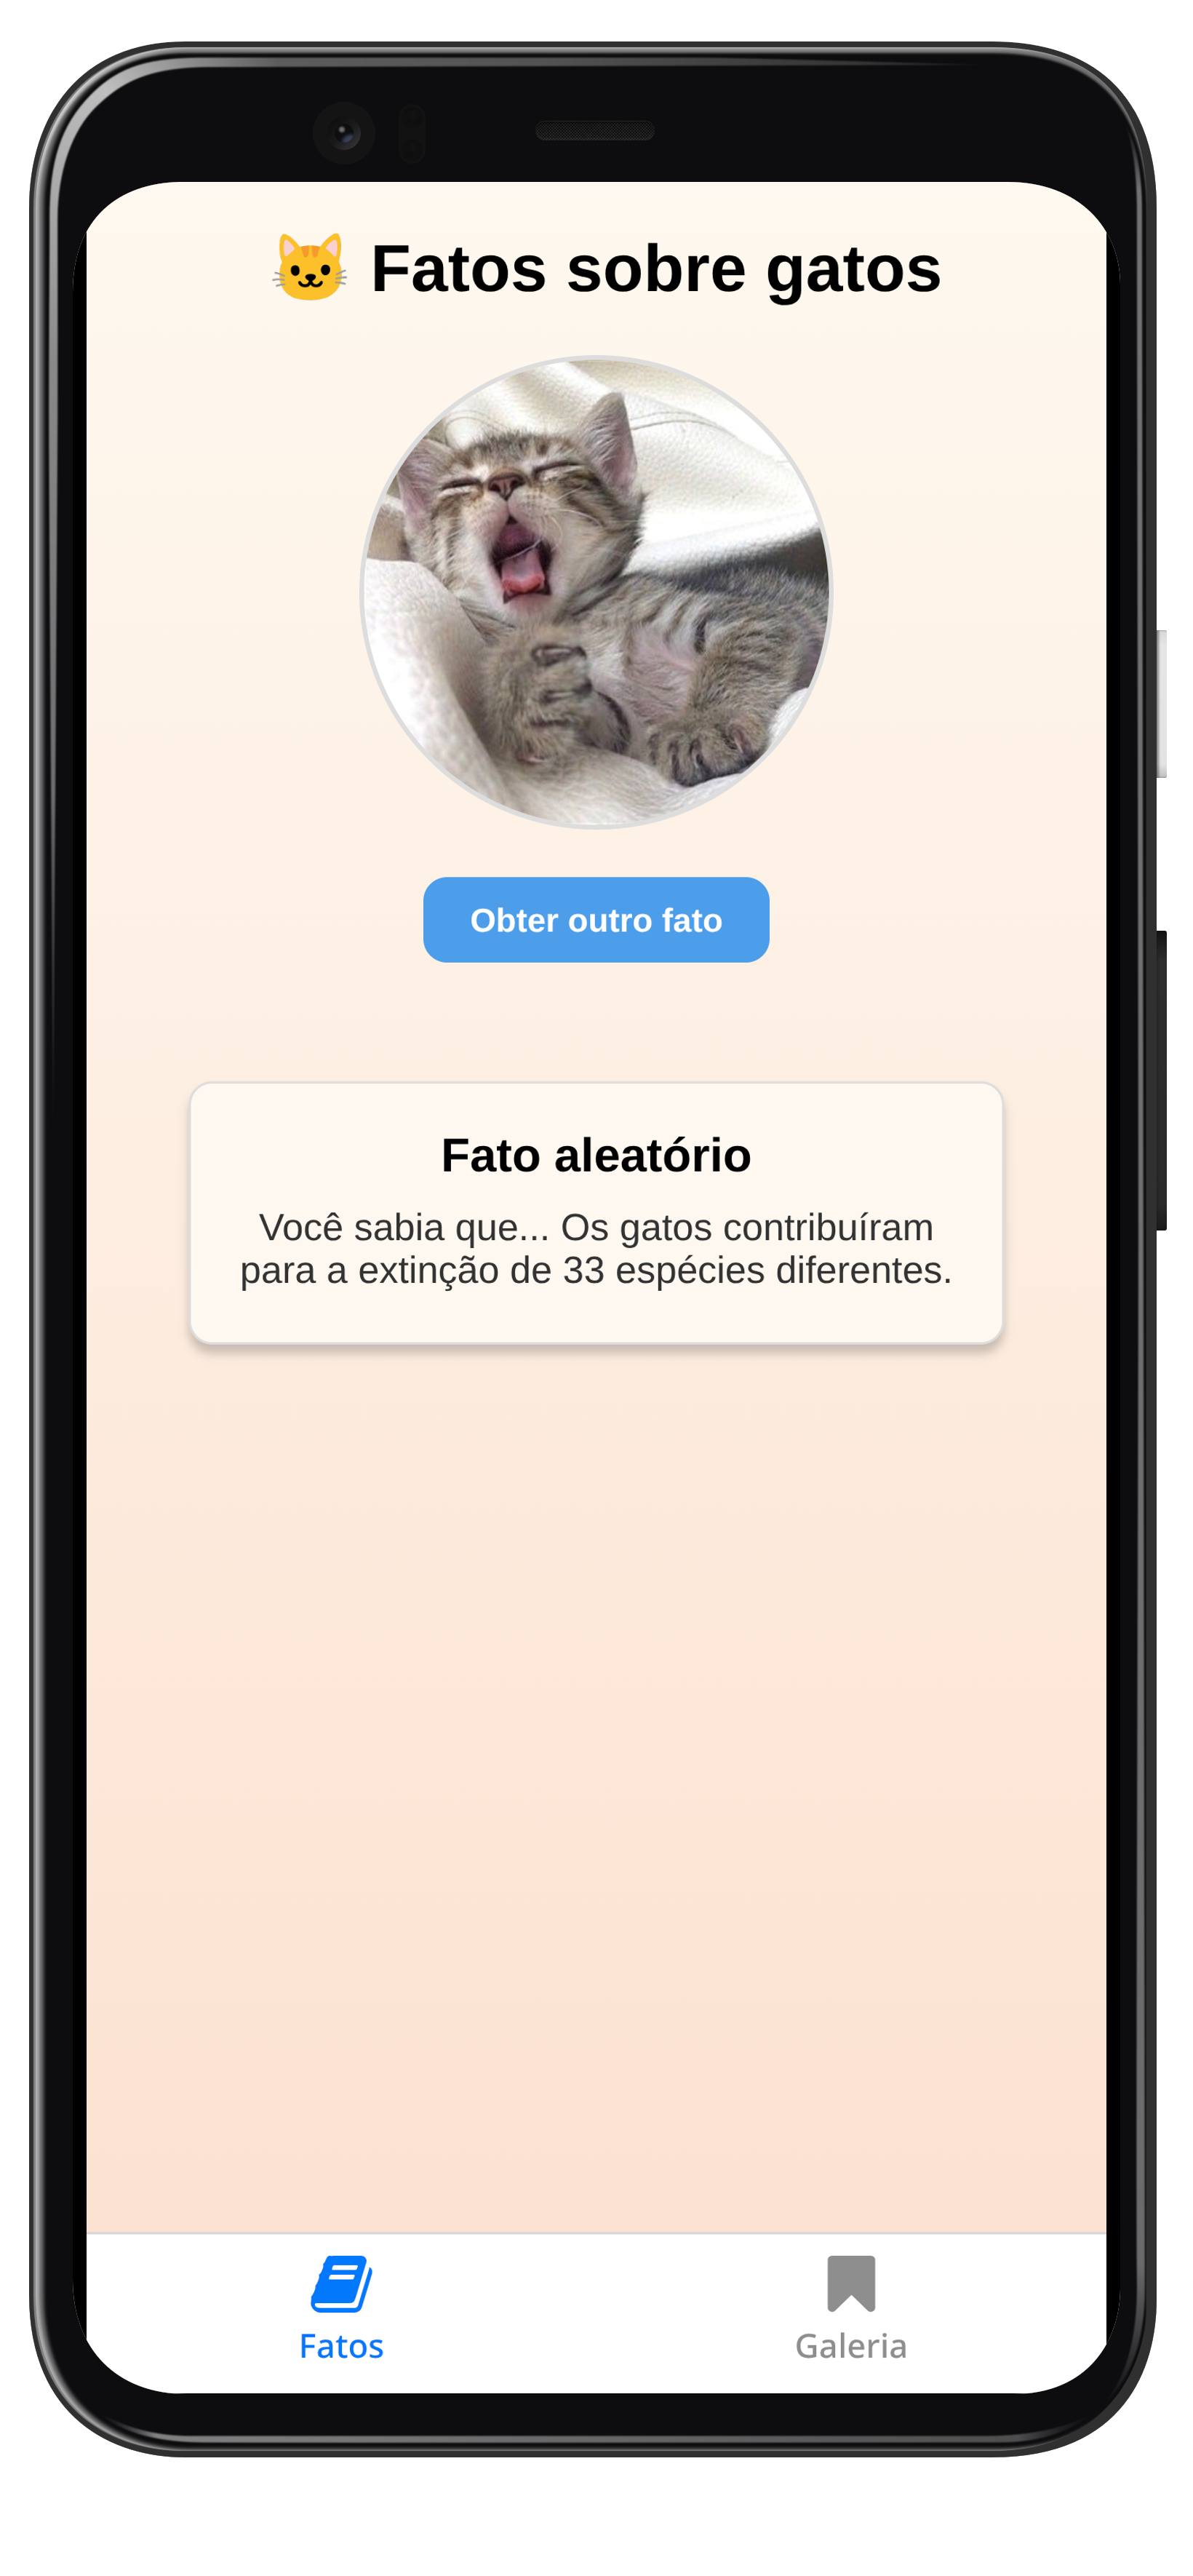 🐱 Fatos sobre gatos
Obter outro fato
Fato aleatório
Você sabia que... Os gatos contribuíram
para a extinção de 33 espécies diferentes.
Fatos
Galeria